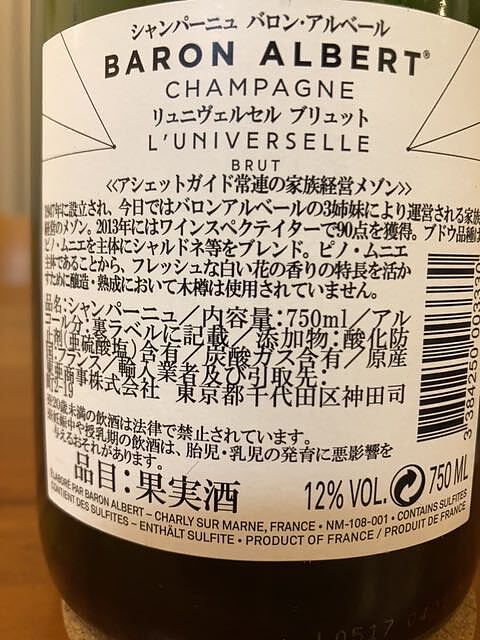 シャンパーニュ バロン・アルベール
BARON ALBERT®
CHAMPAGNE
リュニヴェルセル ブリュット
L'UNIVERSELLE
BRUT
≪アシェットガイド常連の家族経営メゾン≫
1947年に設立され、今日ではバロンアルベールの3姉妹により運営される家族
経営のメゾン。2013年にはワインスペクテイターで90点を獲得。ブドウ品種は
ピノ・ムニエを主体にシャルドネ等をブレンド。ピノ・ムニエ
主体であることから、フレッシュな白い花の香りの特長を活か
すために醸造・熟成において木樽は使用されていません。
品名:シャンパーニュ/内容量:750ml/アル
コール分:裏ラベルに記載/添加物:酸化防
止剤(亜硫酸塩)含有/炭酸ガス含有/原産
国:フランス/輸入業者及び引取先:
商事株式会社 東京都千代田区神田司
町2-19
20歳未満の飲酒は法律で禁止されています。
妊娠中や授乳期の飲酒は、胎児・乳児の発育に悪影響を
与えるおそれがあります。
品目:果実酒
12% VOL.
750 ML
ÉLABORÉ PAR BARON ALBERT – CHARLY SUR MARNE, FRANCE • NM-108-001 • CONTAINS SULFITES
CONTIENT DES SULFITES – ENTHÄLT SULFITE • PRODUCT OF FRANCE / PRODUIT DE FRANCE
3 384250 003330